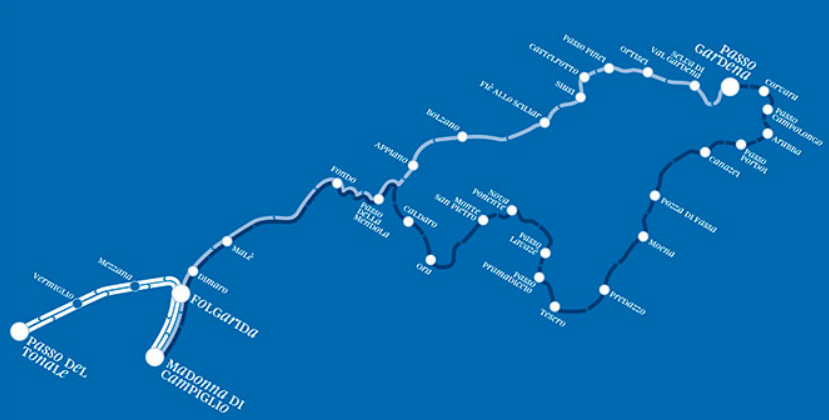 Passo del
Tonale
Vermiglio
Mezzana
Folgarida
Madonna di
Campiglio
Dimaro
Malè
Fondo
Passo
della
Mendola
Appiano
Bolzano
Fiè allo Sciliar
Siusi
Castelrotto
Passo Pinei
Ortisei
Selva di
Val Gardena
Passo
Gardena
Corvara
Passo
Campolongo
Arabba
Passo
Pordoi
Canazei
Pozza di Fassa
Moena
Predazzo
Tesero
Passo
Pramadiccio
Passo
Lavazè
Nova
Ponente
Monte
San Pietro
Ora
Caldaro